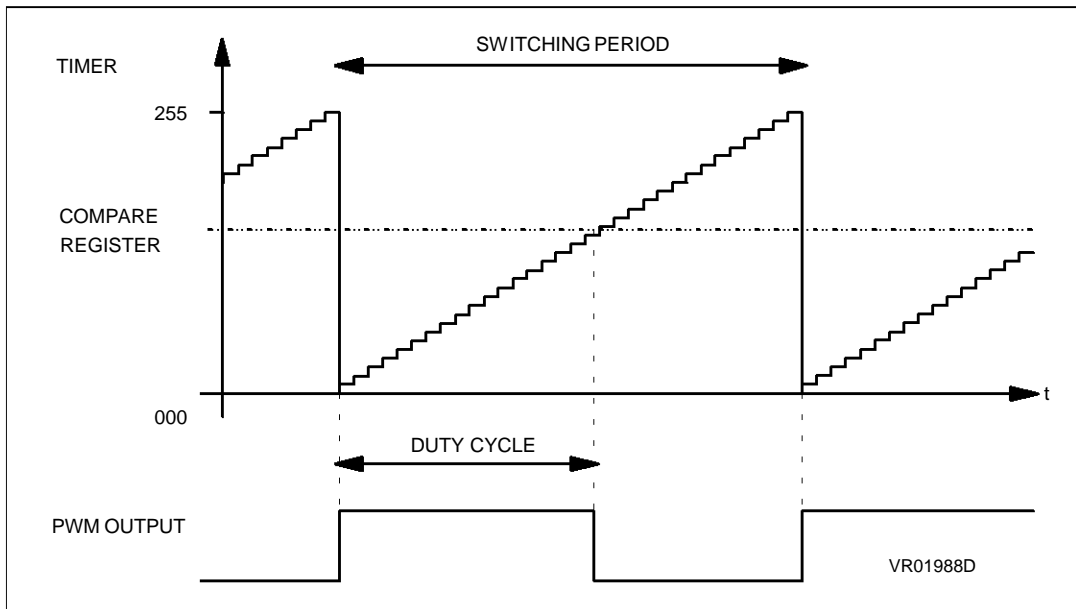 SWITCHING PERIOD
TIMER
255
COMPARE
REGISTER
t
000
DUTY CYCLE
PWM OUTPUT
VR01988D